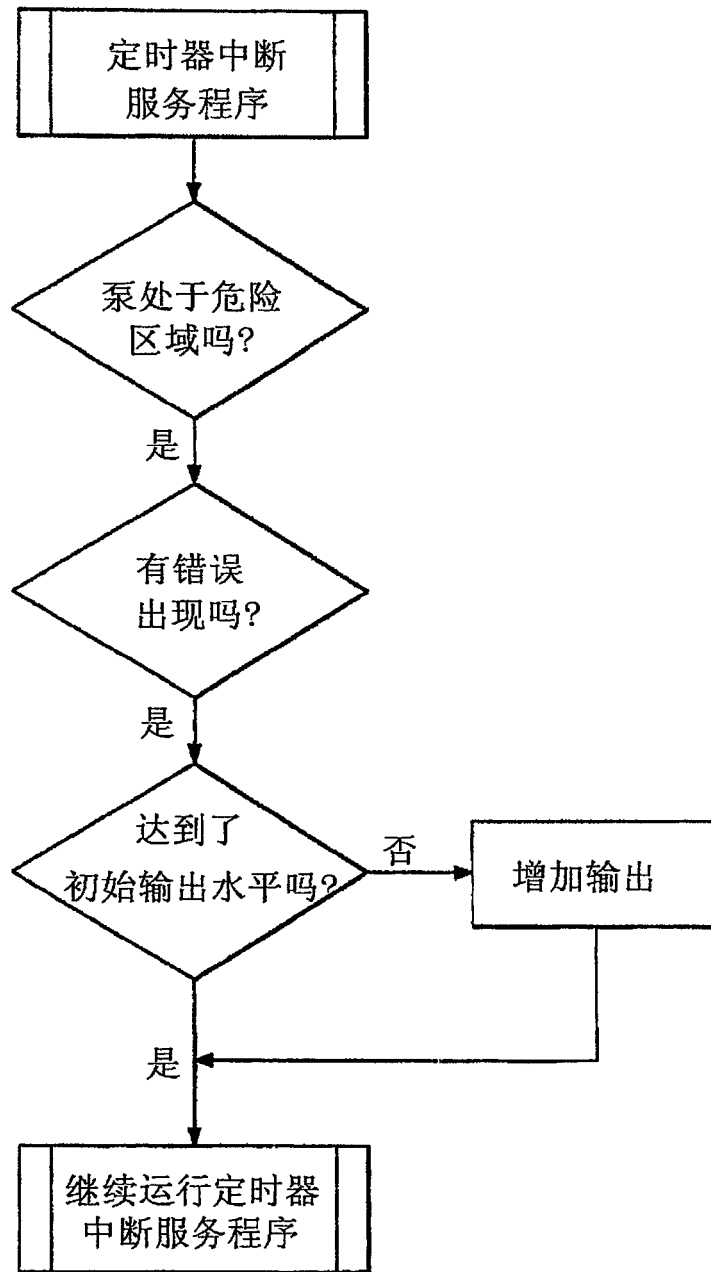 定时器中断
服务程序
泵处于危险
区域吗?
是
有错误
出现吗?
是
达到了
初始输出水平吗?
否
增加输出
是
继续运行定时器
中断服务程序